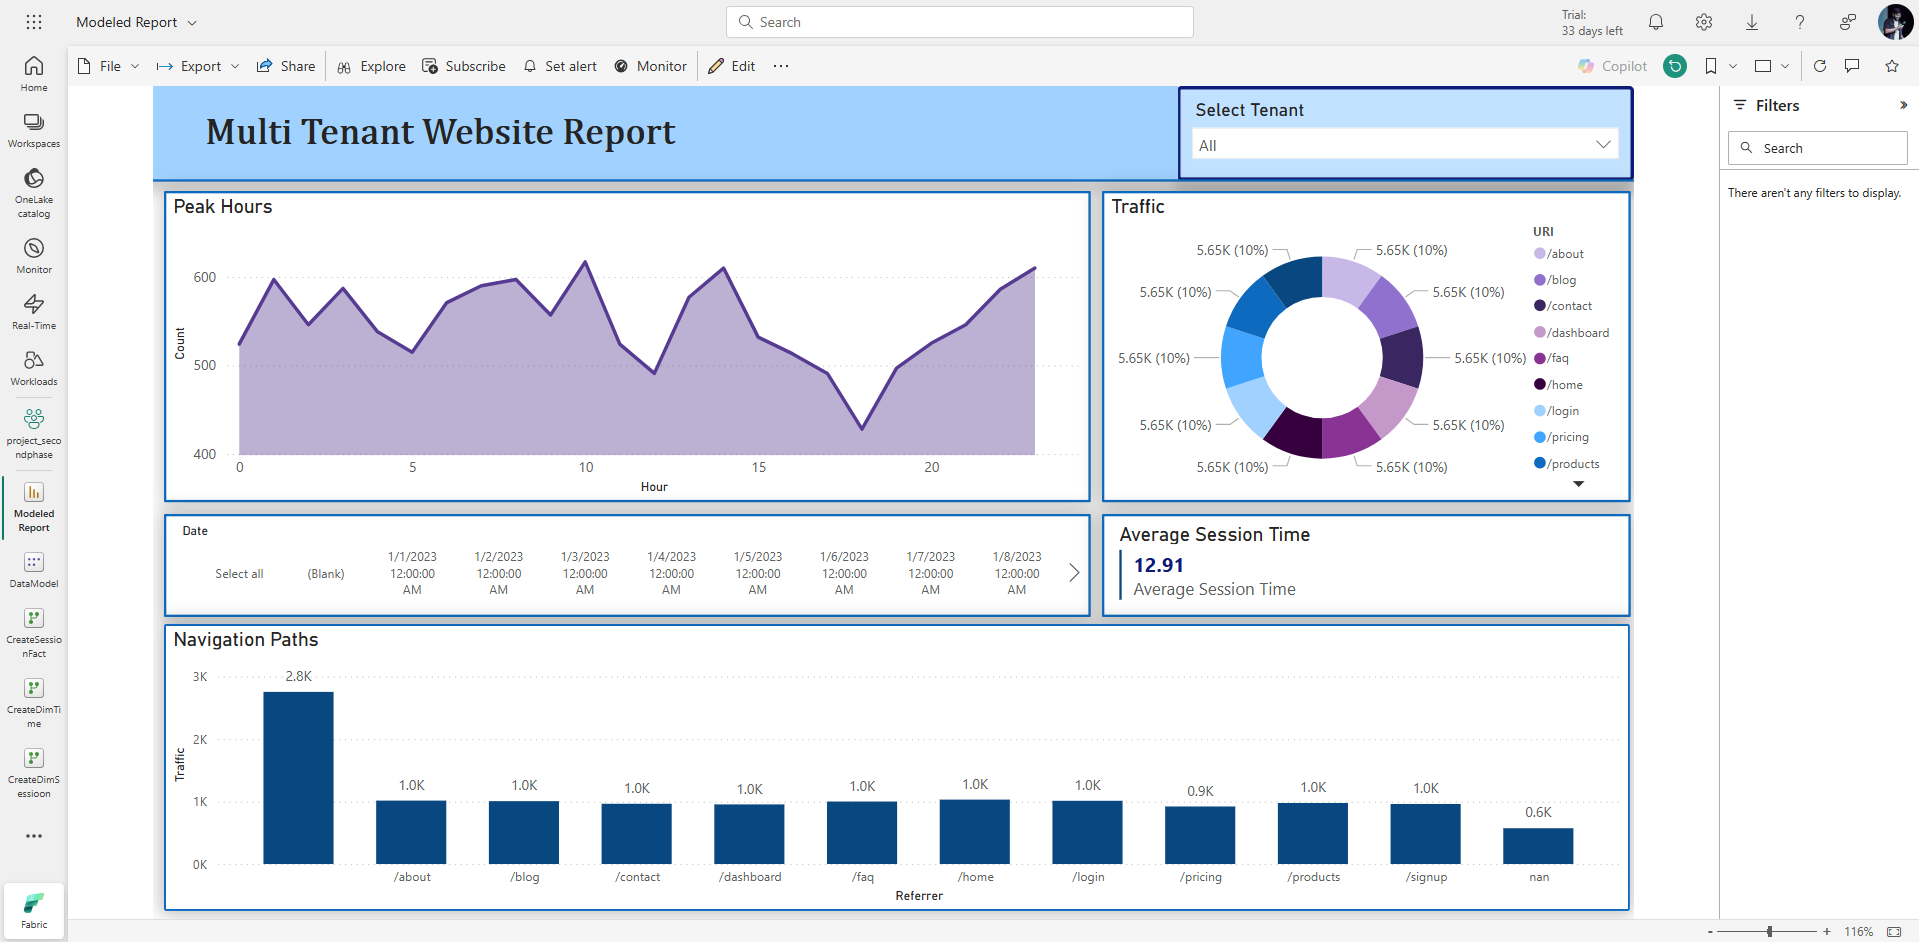 Modeled Report
Search
Trial:
33 days left
File
Export
Share
Explore
Subscribe
Set alert
Monitor
Edit
Copilot
Home
Workspaces
OneLake
catalog
Monitor
Real-Time
Workloads
project_seco
ndphase
Modeled
Report
DataModel
CreateSessio
nFact
CreateDimTi
me
CreateDimS
essioon
Fabric
Multi Tenant Website Report
Select Tenant
All
Peak Hours
Count
600
500
400
0
5
10
15
20
Hour
Traffic
5.65K (10%)
5.65K (10%)
5.65K (10%)
5.65K (10%)
5.65K (10%)
5.65K (10%)
5.65K (10%)
5.65K (10%)
5.65K (10%)
5.65K (10%)
URI
/about
/blog
/contact
/dashboard
/faq
/home
/login
/pricing
/products
Date
Select all
(Blank)
1/1/2023
12:00:00
AM
1/2/2023
12:00:00
AM
1/3/2023
12:00:00
AM
1/4/2023
12:00:00
AM
1/5/2023
12:00:00
AM
1/6/2023
12:00:00
AM
1/7/2023
12:00:00
AM
1/8/2023
12:00:00
AM
Average Session Time
12.91
Average Session Time
Navigation Paths
Traffic
3K
2K
1K
0K
2.8K
1.0K
1.0K
1.0K
1.0K
1.0K
1.0K
1.0K
0.9K
1.0K
1.0K
0.6K
/about
/blog
/contact
/dashboard
/faq
/home
/login
/pricing
/products
/signup
nan
Referrer
Filters
Search
There aren't any filters to display.
- + 116%